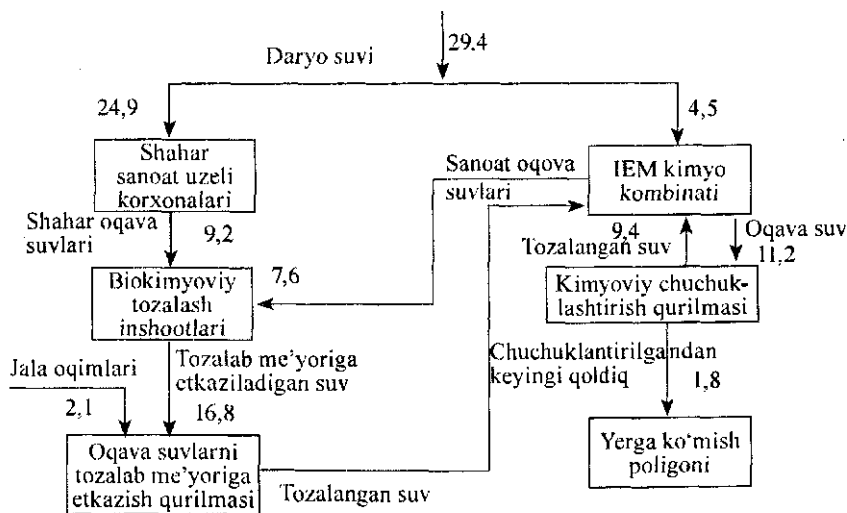 29,4
Daryo suvi
24,9
4,5
Shahar
sanoat uzeli
korxonalari
Sanoat oqova
suvlari
IEM kimyo
kombinati
Shahar oqava
suvlari
9,2
9,4
Tozalangan suv
Oqava suv
11,2
7,6
Biokimyoviy
tozalash
inshootlari
Kimyoviy chuchuk-
lashtirish qurilmasi
Jala oqimlari
2,1
Tozalab me’yoriga
etkaziladigan suv
16,8
Chuchuklantirilgandan
keyingi qoldiq
1,8
Oqava suvlarni
tozalab me’yoriga
etkazish qurilmasi
Tozalangan suv
Yerga ko‘mish
poligoni